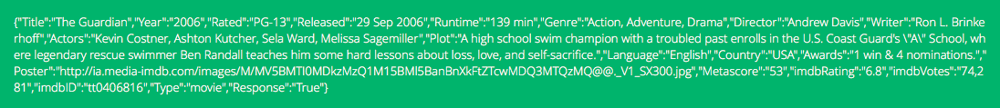 {"Title":"The Guardian","Year":"2006","Rated":"PG-13","Released":"29 Sep 2006","Runtime":"139 min","Genre":"Action, Adventure, Drama","Director":"Andrew Davis","Writer":"Ron L. Brinke
rhoff","Actors":"Kevin Costner, Ashton Kutcher, Sela Ward, Melissa Sagemiller","Plot":"A high school swim champion with a troubled past enrolls in the U.S. Coast Guard's \"A\" School, wh
ere legendary rescue swimmer Ben Randall teaches him some hard lessons about loss, love, and self-sacrifice.","Language":"English","Country":"USA","Awards":"1 win & 4 nominations.","
Poster":"http://ia.media-imdb.com/images/M/MV5BMTI0MDkzMzQ1M15BMl5BanBnXkFtZTcwMDQ3MTQzMQ@@._V1_SX300.jpg","Metascore":"53","imdbRating":"6.8","imdbVotes":"74,2
81","imdbID":"tt0406816","Type":"movie","Response":"True"}